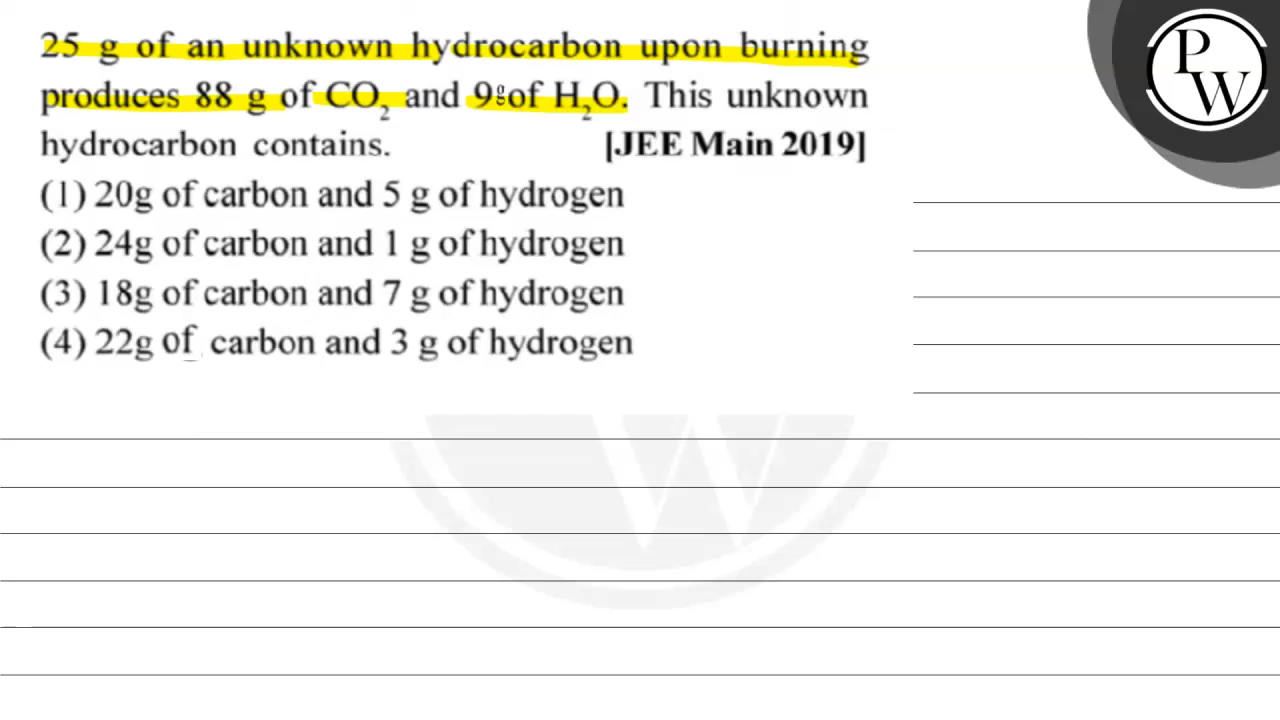 25 g of an unknown hydrocarbon upon burning
produces 88 g of CO₂ and 9g of H₂O. This unknown
hydrocarbon contains. [JEE Main 2019]
(1) 20g of carbon and 5 g of hydrogen
(2) 24g of carbon and 1 g of hydrogen
(3) 18g of carbon and 7 g of hydrogen
(4) 22g of carbon and 3 g of hydrogen
P
W